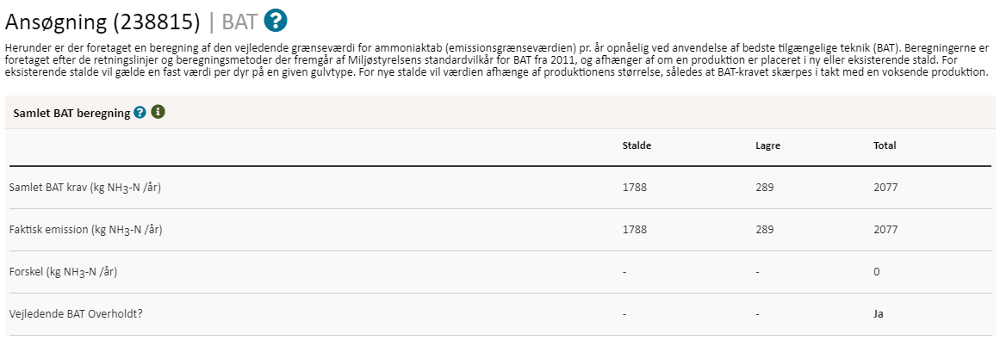 Ansøgning (238815) | BAT ?
Herunder er der foretaget en beregning af den vejledende grænseværdi for ammoniaktab (emissionsgrænseværdien) pr. år opnåelig ved anvendelse af bedste tilgængelige teknik (BAT). Beregningerne er
foretaget efter de retningslinjer og beregningsmetoder der fremgår af Miljøstyrelsens standardvilkår for BAT fra 2011, og afhænger af om en produktion er placeret i ny eller eksisterende stald. For
eksisterende stalde vil gælde en fast værdi per dyr på en given gulvtype. For nye stalde vil værdien afhænge af produktionens størrelse, således at BAT-kravet skærpes i takt med en voksende produktion.
Samlet BAT beregning ? i
Stalde Lagre Total
Samlet BAT krav (kg NH3-N /år) 1788 289 2077
Faktisk emission (kg NH3-N /år) 1788 289 2077
Forskel (kg NH3-N /år) - - 0
Vejledende BAT Overholdt? - - Ja